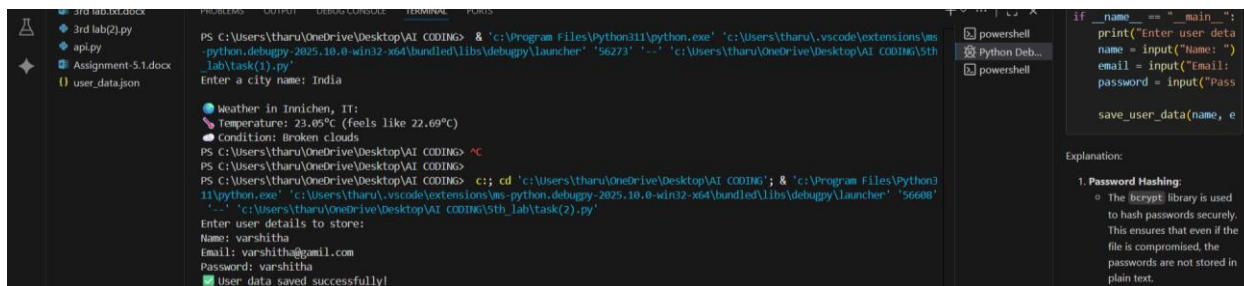 3rd lab.txt.docx
3rd lab(2).py
api.py
Assignment-5.1.docx
user_data.json
PROBLEMS OUTPUT DEBUG CONSOLE TERMINAL PORTS
PS C:\Users\tharu\OneDrive\Desktop\AI CODING> & 'c:\Program Files\Python311\python.exe' 'c:\Users\tharu\.vscode\extensions\ms
-python.debugpy-2025.10.0-win32-x64\bundled\libs\debugpy\launcher' '56273' '--' 'c:\Users\tharu\OneDrive\Desktop\AI CODING\5th
_lab\task(1).py'
Enter a city name: India
🌍 Weather in Innichen, IT:
🌡️ Temperature: 23.05°C (feels like 22.69°C)
☁️ Condition: Broken clouds
PS C:\Users\tharu\OneDrive\Desktop\AI CODING> ^C
PS C:\Users\tharu\OneDrive\Desktop\AI CODING>
PS C:\Users\tharu\OneDrive\Desktop\AI CODING> c:; cd 'c:\Users\tharu\OneDrive\Desktop\AI CODING'; & 'c:\Program Files\Python3
11\python.exe' 'c:\Users\tharu\.vscode\extensions\ms-python.debugpy-2025.10.0-win32-x64\bundled\libs\debugpy\launcher' '56608'
'--' 'c:\Users\tharu\OneDrive\Desktop\AI CODING\5th_lab\task(2).py'
Enter user details to store:
Name: varshitha
Email: varshitha@gamil.com
Password: varshitha
✅ User data saved successfully!
powershell
Python Deb...
powershell
if __name__ == "__main__":
print("Enter user deta
name = input("Name: ")
email = input("Email:
password = input("Pass
save_user_data(name, e
Explanation:
1. Password Hashing:
○ The bcrypt library is used
to hash passwords securely.
This ensures that even if the
file is compromised, the
passwords are not stored in
plain text.